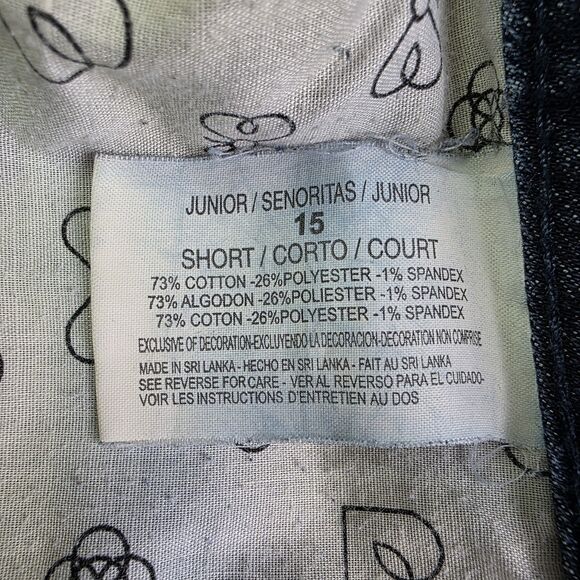 JUNIOR / SENORITAS / JUNIOR
15
SHORT / CORTO / COURT
73% COTTON -26%POLYESTER -1% SPANDEX
73% ALGODON -26%POLIESTER -1% SPANDEX
73% COTON -26%POLYESTER -1% SPANDEX
EXCLUSIVE OF DECORATION-EXCLUYENDO LA DECORACION-DECORATION NON COMPRISE
MADE IN SRI LANKA - HECHO EN SRI LANKA - FAIT AU SRI LANKA
SEE REVERSE FOR CARE - VER AL REVERSO PARA EL CUIDADO-
VOIR LES INSTRUCTIONS D'ENTRETIEN AU DOS